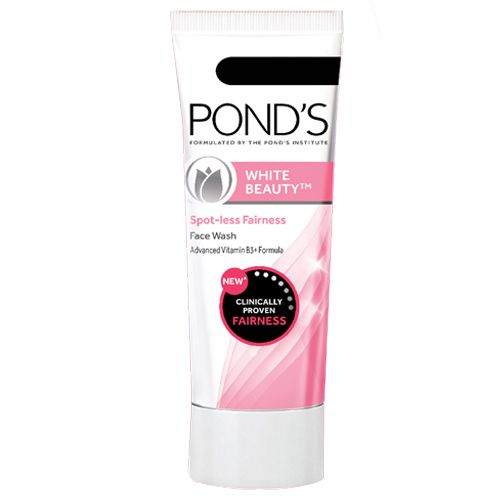 POND'S
FORMULATED BY THE POND'S INSTITUTE
WHITE
BEAUTY™
Spot-less Fairness
Face Wash
Advanced Vitamin B3+ Formula
NEW^
CLINICALLY
PROVEN
FAIRNESS